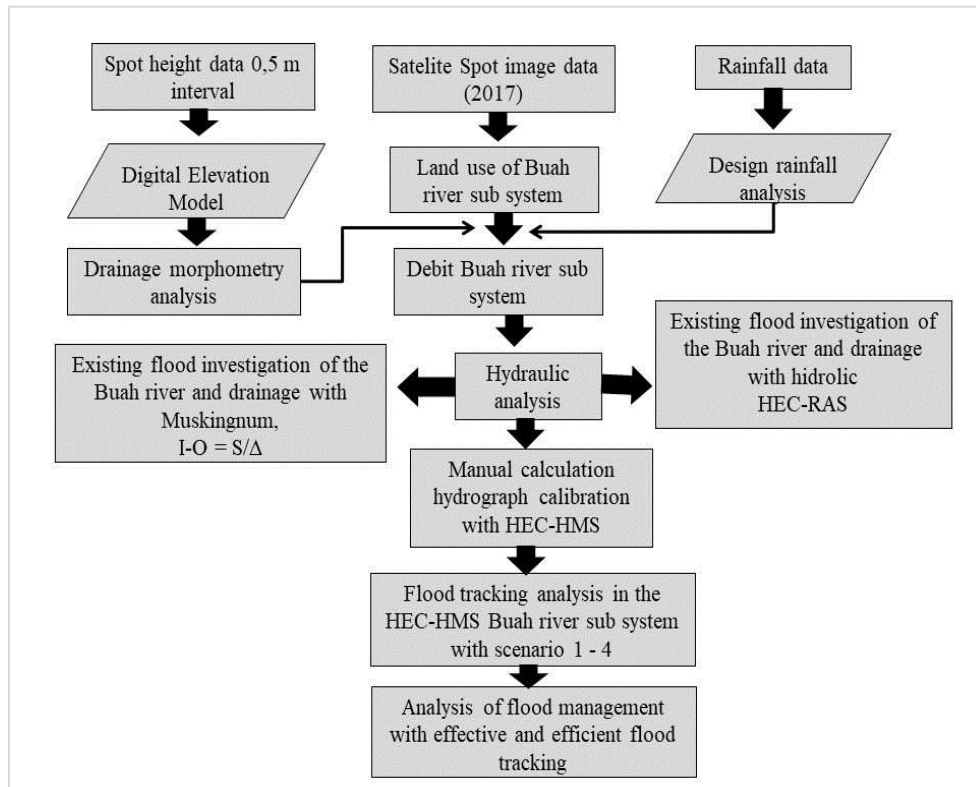 Spot height data 0,5 m
interval
Satelite Spot image data
(2017)
Rainfall data
Digital Elevation
Model
Land use of Buah
river sub system
Design rainfall
analysis
Drainage morphometry
analysis
Debit Buah river sub
system
Existing flood investigation of the
Buah river and drainage with
Muskingnum,
I-O = S/Δ
Hydraulic
analysis
Existing flood investigation of
the Buah river and drainage
with hidrolic
HEC-RAS
Manual calculation
hydrograph calibration
with HEC-HMS
Flood tracking analysis in the
HEC-HMS Buah river sub system
with scenario 1 - 4
Analysis of flood management
with effective and efficient flood
tracking